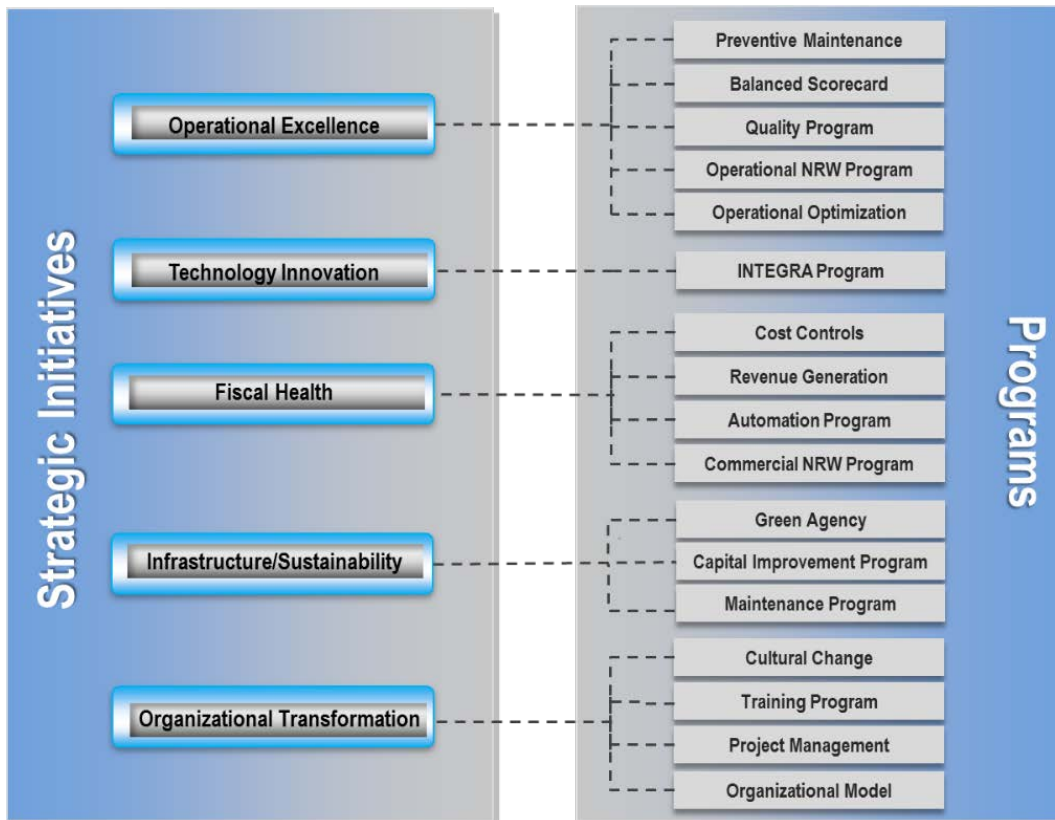 Strategic Initiatives
Operational Excellence
Technology Innovation
Fiscal Health
Infrastructure/Sustainability
Organizational Transformation
Preventive Maintenance
Balanced Scorecard
Quality Program
Operational NRW Program
Operational Optimization
INTEGRA Program
Cost Controls
Revenue Generation
Automation Program
Commercial NRW Program
Green Agency
Capital Improvement Program
Maintenance Program
Cultural Change
Training Program
Project Management
Organizational Model
Programs